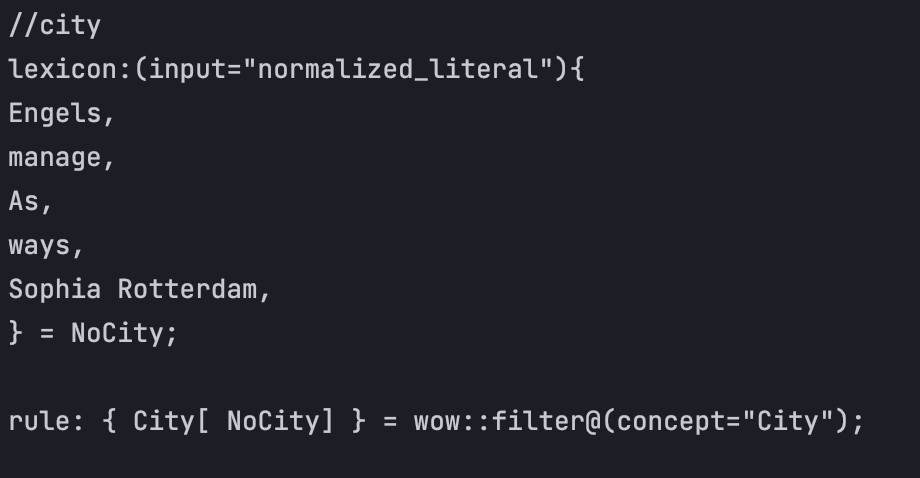 //city
lexicon:(input="normalized_literal"){
Engels,
manage,
As,
ways,
Sophia Rotterdam,
} = NoCity;
rule: { City[ NoCity] } = wow::filter@(concept="City");